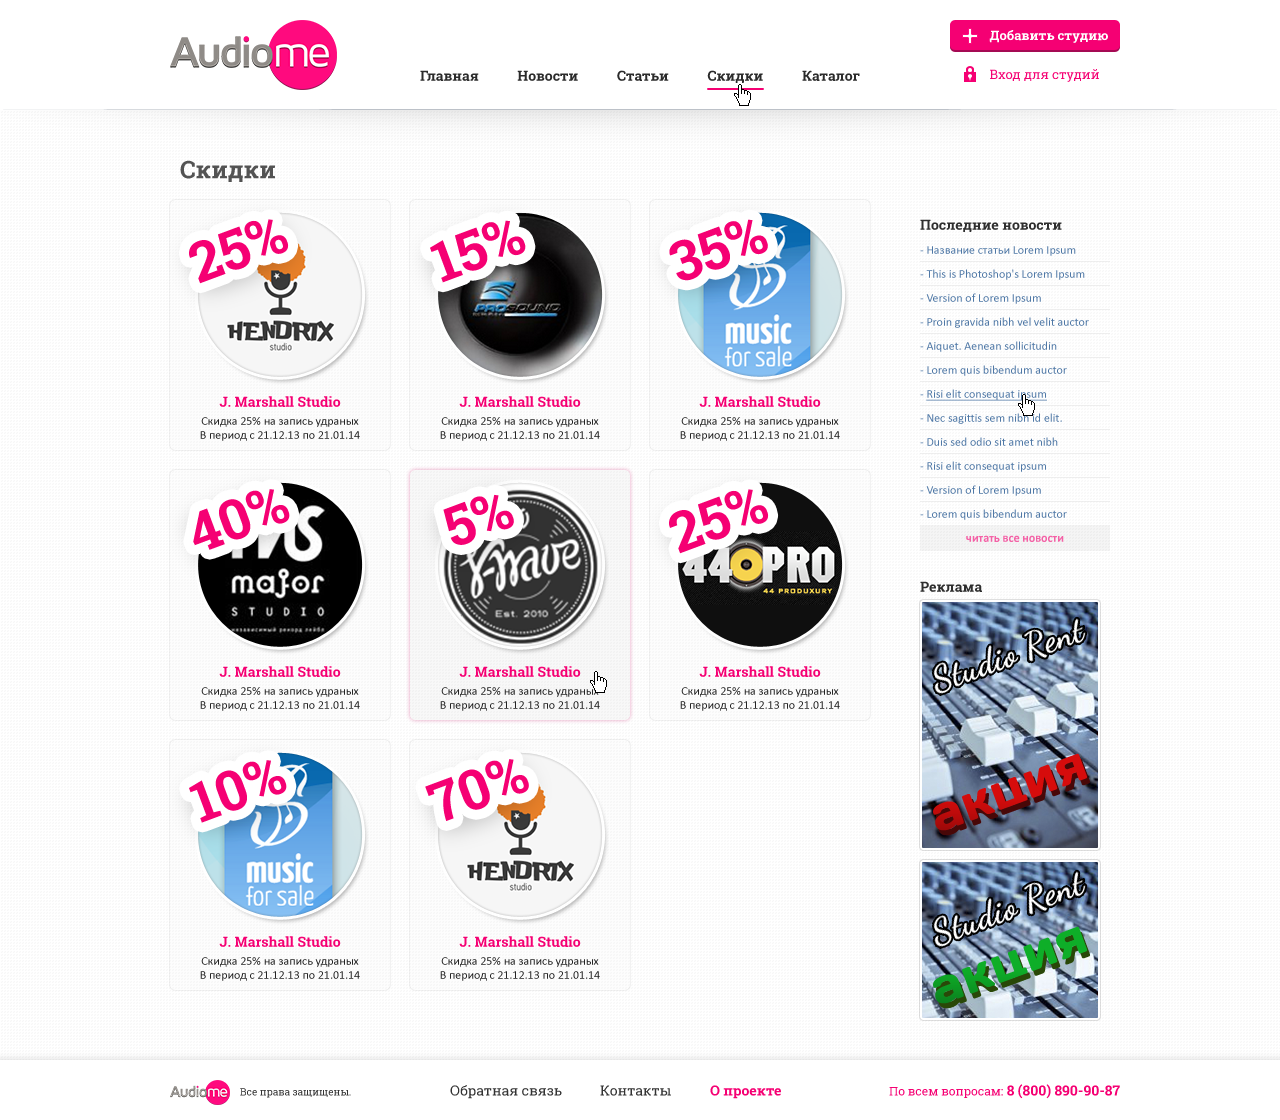 Audiome
Главная
Новости
Статьи
Скидки
Каталог
Добавить студию
Вход для студий
Скидки
25%
HENDRIX
studio
J. Marshall Studio
Скидка 25% на запись удраных
В период с 21.12.13 по 21.01.14
15%
PROSOUND
J. Marshall Studio
Скидка 25% на запись удраных
В период с 21.12.13 по 21.01.14
35%
music
for sale
J. Marshall Studio
Скидка 25% на запись удраных
В период с 21.12.13 по 21.01.14
40%
major
STUDIO
независимый рекорд лейбл
J. Marshall Studio
Скидка 25% на запись удраных
В период с 21.12.13 по 21.01.14
5%
Est. 2010
J. Marshall Studio
Скидка 25% на запись удраных
В период с 21.12.13 по 21.01.14
25%
44 PRO
44 PRODUXURY
J. Marshall Studio
Скидка 25% на запись удраных
В период с 21.12.13 по 21.01.14
10%
music
for sale
J. Marshall Studio
Скидка 25% на запись удраных
В период с 21.12.13 по 21.01.14
70%
HENDRIX
studio
J. Marshall Studio
Скидка 25% на запись удраных
В период с 21.12.13 по 21.01.14
Последние новости
- Название статьи Lorem Ipsum
- This is Photoshop's Lorem Ipsum
- Version of Lorem Ipsum
- Proin gravida nibh vel velit auctor
- Aiquet. Aenean sollicitudin
- Lorem quis bibendum auctor
- Risi elit consequat ipsum
- Nec sagittis sem nibh id elit.
- Duis sed odio sit amet nibh
- Risi elit consequat ipsum
- Version of Lorem Ipsum
- Lorem quis bibendum auctor
читать все новости
Реклама
Studio Rent
акция
Studio Rent
акция
Audiome
Все права защищены.
Обратная связь
Контакты
О проекте
По всем вопросам: 8 (800) 890-90-87